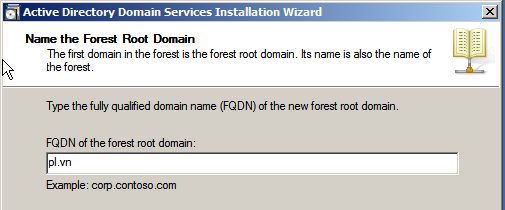 Active Directory Domain Services Installation Wizard
Name the Forest Root Domain
The first domain in the forest is the forest root domain. Its name is also the name of
the forest.
Type the fully qualified domain name (FQDN) of the new forest root domain.
FQDN of the forest root domain:
pl.vn
Example: corp.contoso.com